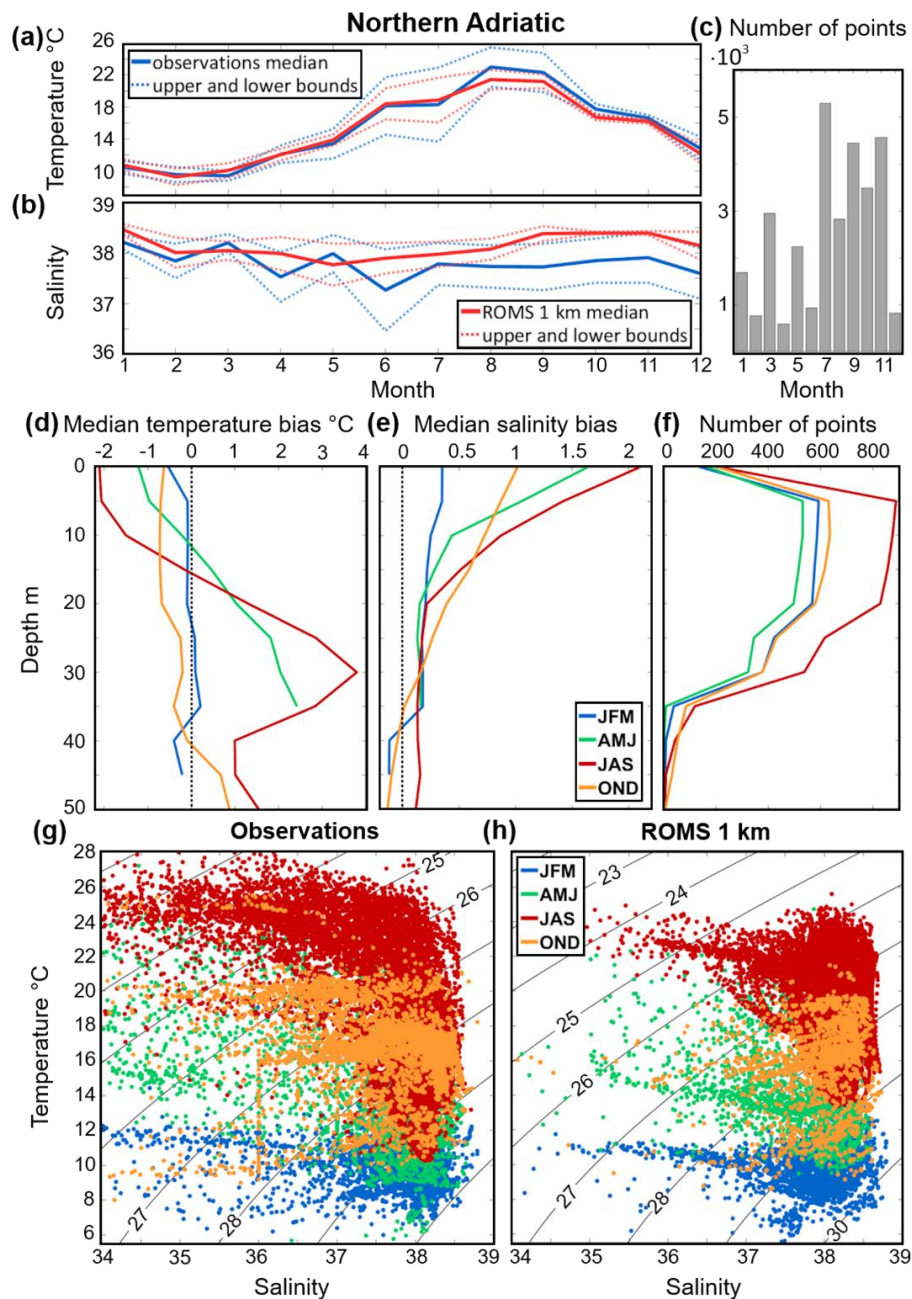 Northern Adriatic
(a)
Temperature °C
26
22
18
14
10
observations median
upper and lower bounds
(b)
Salinity
39
38
37
36
ROMS 1 km median
upper and lower bounds
1 2 3 4 5 6 7 8 9 10 11 12
Month
(c) Number of points
·10³
5
3
1
1 3 5 7 9 11
Month
(d) Median temperature bias °C
-2 -1 0 1 2 3 4
0
10
20
30
40
50
Depth m
(e) Median salinity bias
0 0.5 1 1.5 2
JFM
AMJ
JAS
OND
(f) Number of points
0 200 400 600 800
(g) Observations
28
26
24
22
20
18
16
14
12
10
8
6
Temperature °C
25
26
27
28
34 35 36 37 38 39
Salinity
(h) ROMS 1 km
JFM
AMJ
JAS
OND
23
24
25
26
27
28
30
34 35 36 37 38 39
Salinity